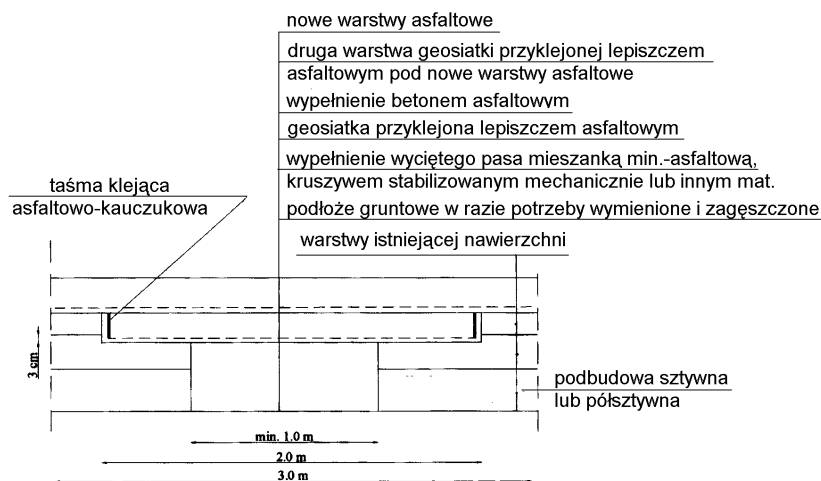 nowe warstwy asfaltowe
druga warstwa geosiatki przyklejonej lepiszczem
asfaltowym pod nowe warstwy asfaltowe
wypełnienie betonem asfaltowym
geosiatka przyklejona lepiszczem asfaltowym
wypełnienie wyciętego pasa mieszanką min.-asfaltową,
kruszywem stabilizowanym mechanicznie lub innym mat.
podłoże gruntowe w razie potrzeby wymienione i zagęszczone
warstwy istniejącej nawierzchni
taśma klejąca
asfaltowo-kauczukowa
3 cm
podbudowa sztywna
lub półsztywna
min. 1.0 m
2.0 m
3.0 m